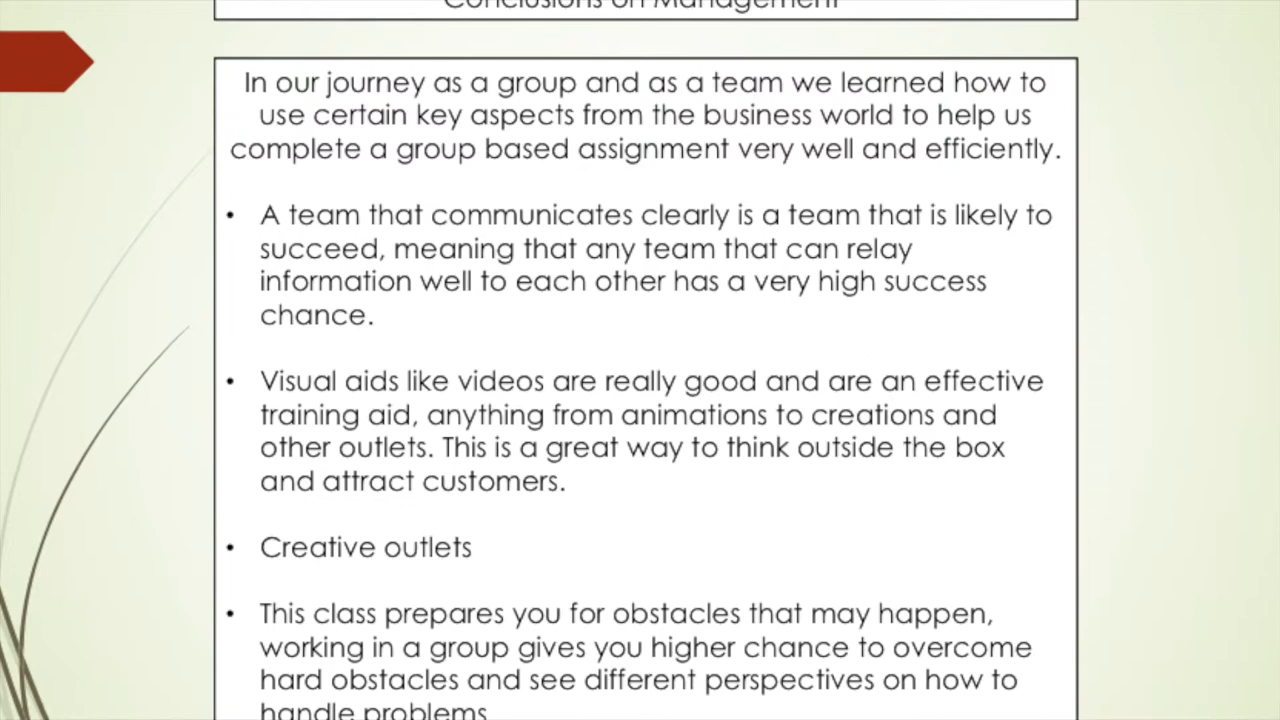 Conclusions on Management
In our journey as a group and as a team we learned how to
use certain key aspects from the business world to help us
complete a group based assignment very well and efficiently.
• A team that communicates clearly is a team that is likely to
succeed, meaning that any team that can relay
information well to each other has a very high success
chance.
• Visual aids like videos are really good and are an effective
training aid, anything from animations to creations and
other outlets. This is a great way to think outside the box
and attract customers.
• Creative outlets
• This class prepares you for obstacles that may happen,
working in a group gives you higher chance to overcome
hard obstacles and see different perspectives on how to
handle problems